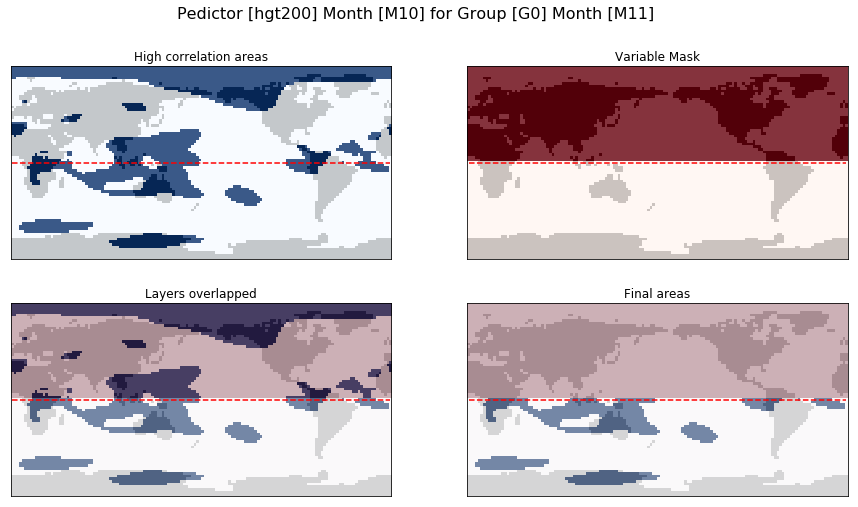 Pedictor [hgt200] Month [M10] for Group [G0] Month [M11]
High correlation areas
Variable Mask
Layers overlapped
Final areas